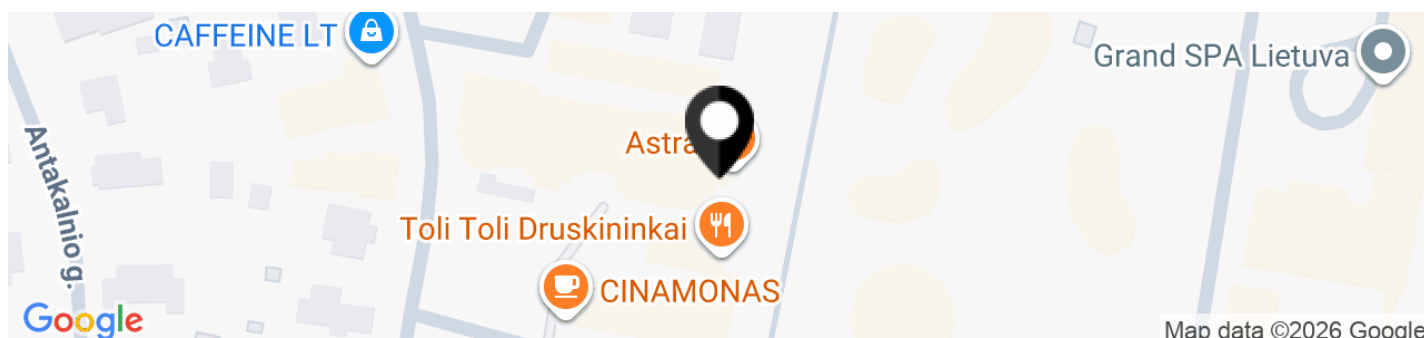 CAFFEINE LT
Grand SPA Lietuva
Astra
Antakalnio g.
Toli Toli Druskininkai
CINAMONAS
Google
Map data ©2026 Google